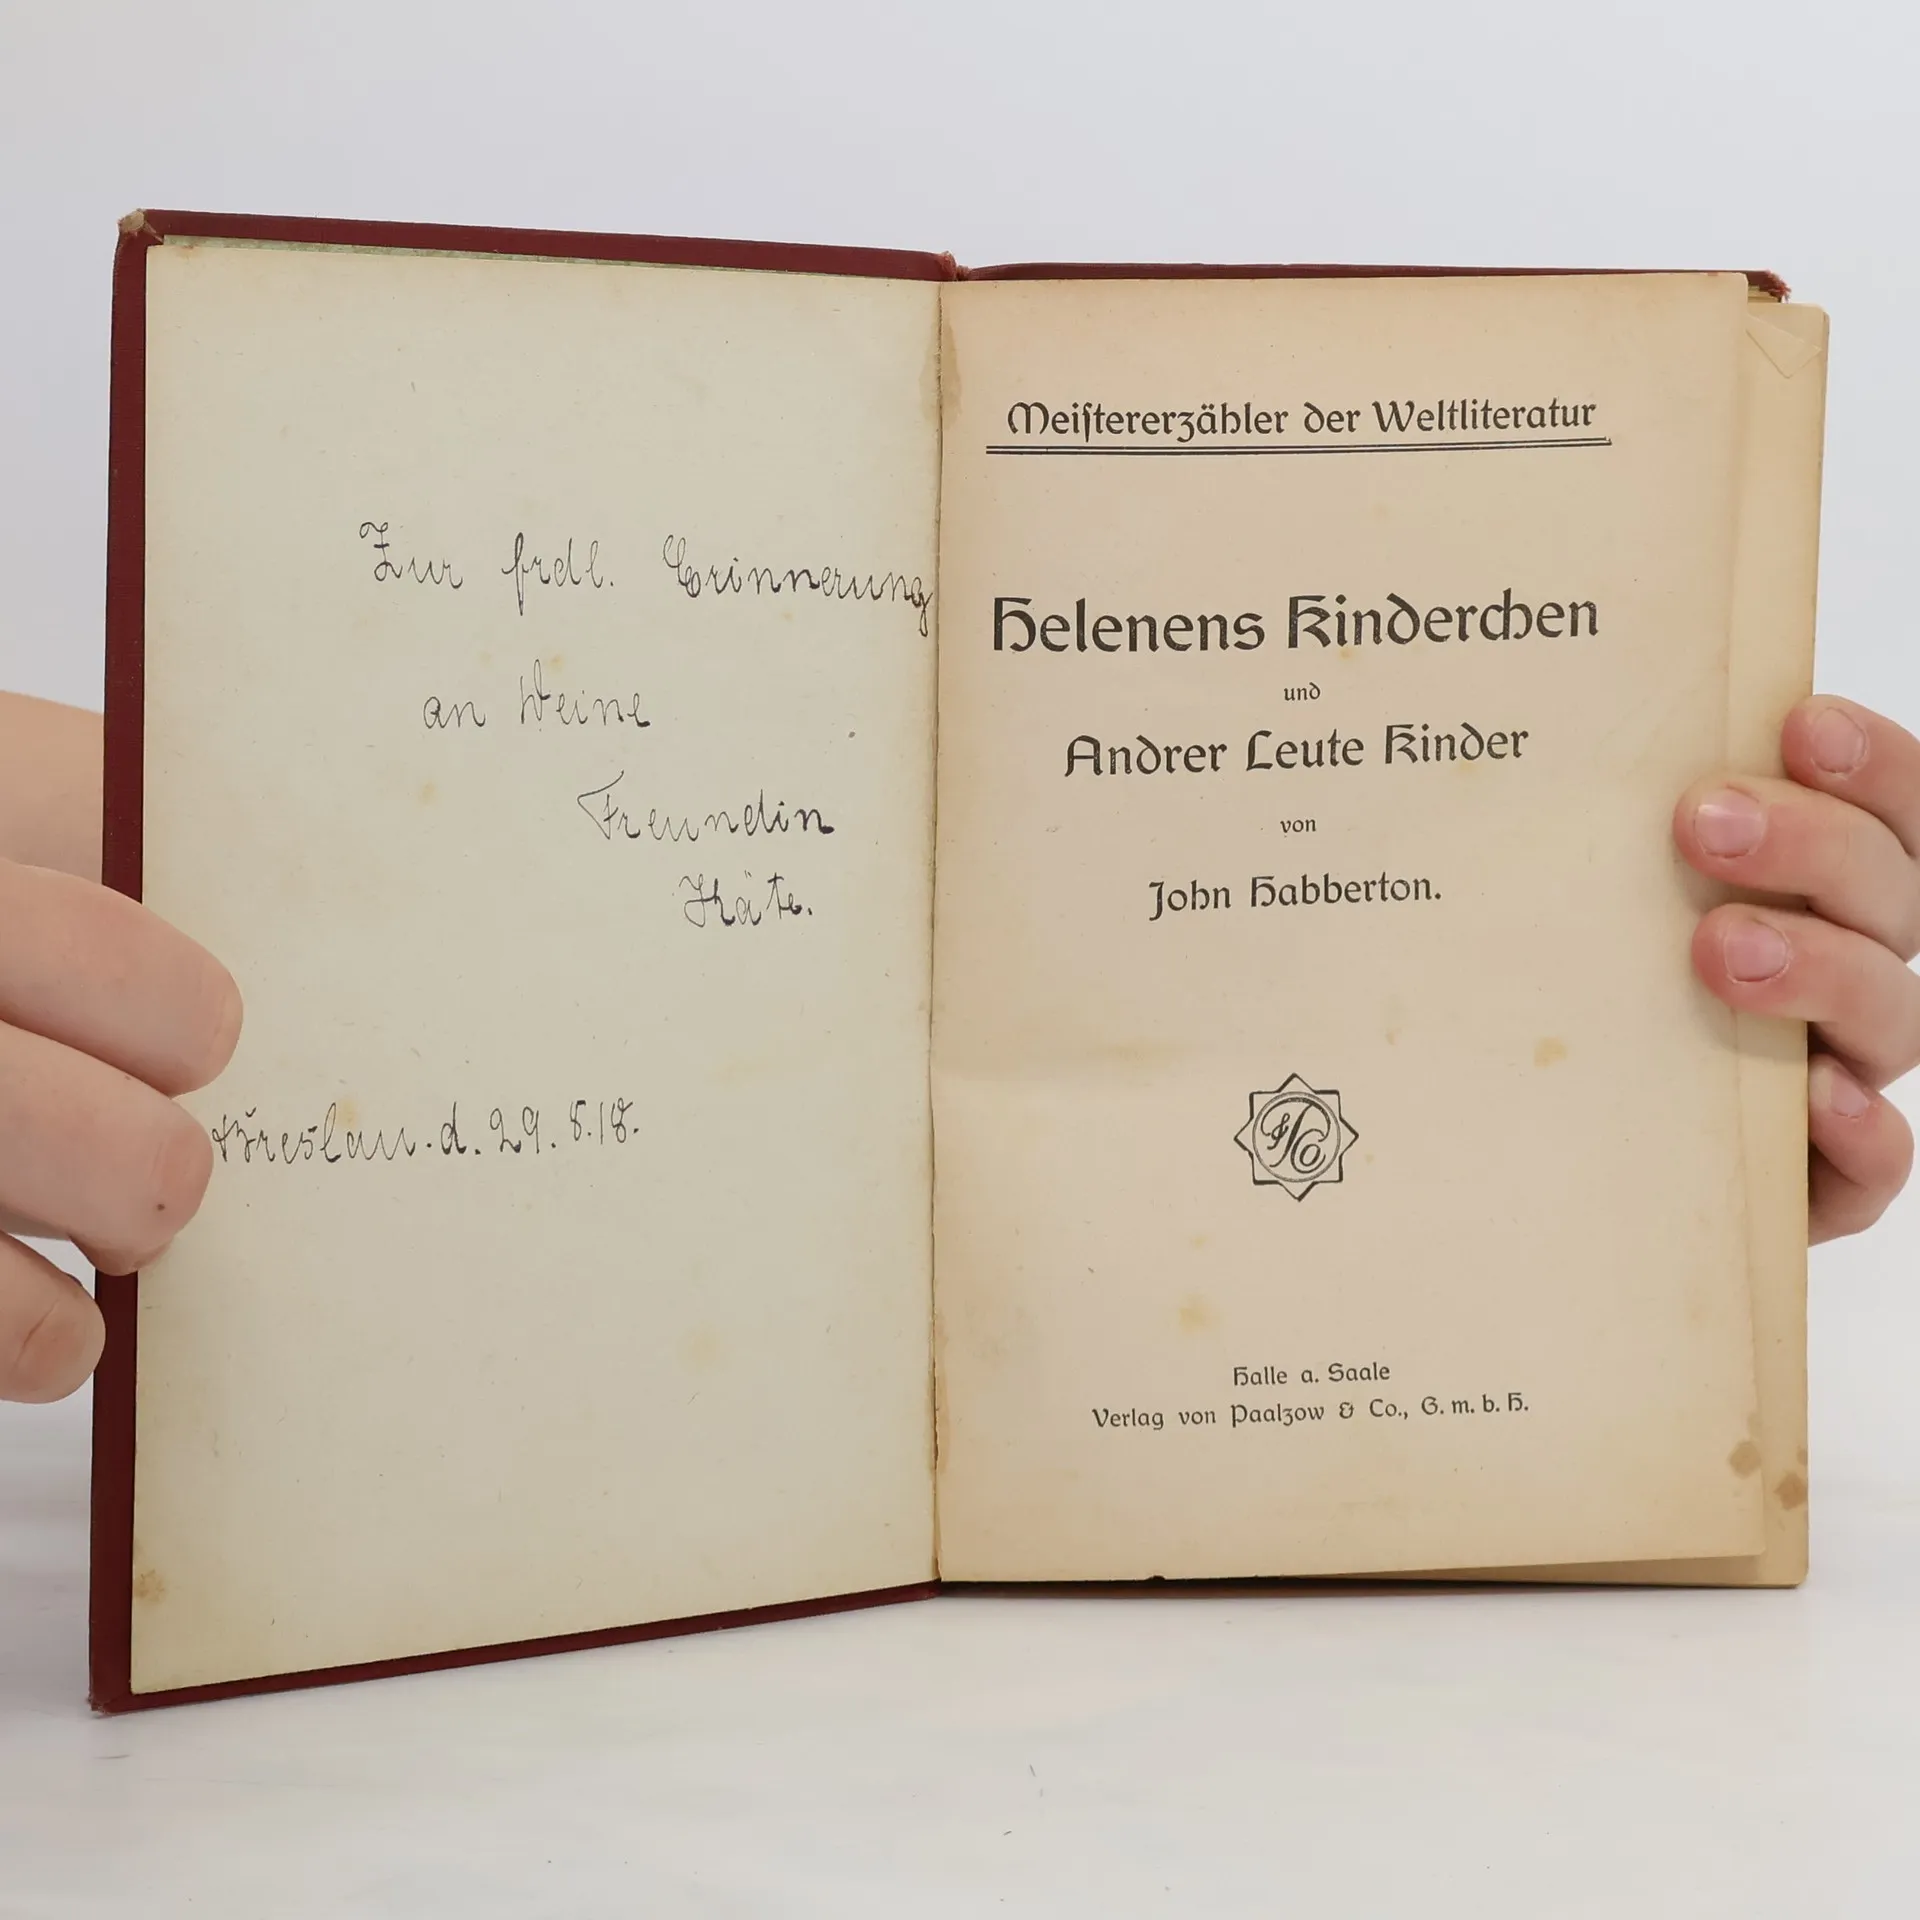 Zur frdl. Erinnerung
an Deine
Freundin
Käte.
Breslau. d. 29. 8. 18.
Meiſtererzähler der Weltliteratur
Helenens Kinderchen
und
Andrer Leute Kinder
von
John Habberton.
Halle a. Saale
Verlag von Paalzow & Co., G. m. b. H.